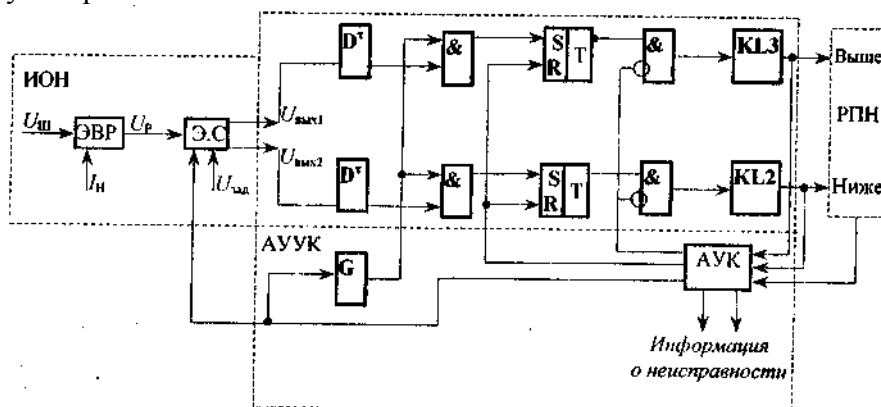 ИОН
U_Ш
ЭВР
U_р
Э.С
I_Н
U_зад
U_вых1
U_вых2
D^τ
&
S
R
T
&
KL3
Выше
РПН
D^τ
&
S
R
T
&
KL2
Ниже
АУУК
G
АУК
Информация
о неисправности